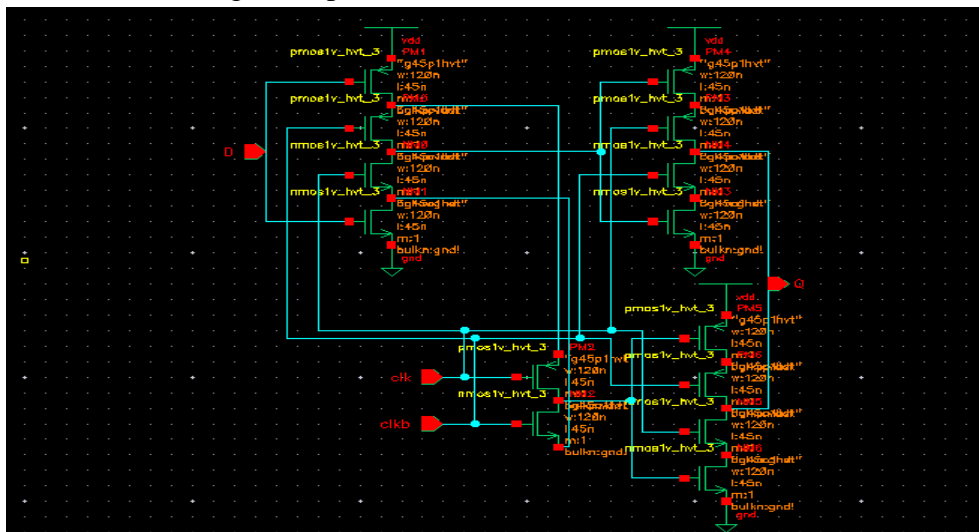 vdd
pmos1v_hvt_3 PM1
"g45p1hvt"
w:120n
l:45n
pmos1v_hvt_3
w:120n
l:45n
D
nmos1v_hvt_3
w:120n
l:45n
nmos1v_hvt_3
w:120n
l:45n
m:1
bulkn:gnd!
gnd
vdd
pmos1v_hvt_3 PM4
"g45p1hvt"
w:120n
l:45n
pmos1v_hvt_3
w:120n
l:45n
nmos1v_hvt_3
w:120n
l:45n
nmos1v_hvt_3
w:120n
l:45n
m:1
bulkn:gnd!
gnd
Q
pmos1v_hvt_3 PM2
"g45p1hvt"
w:120n
l:45n
clk
nmos1v_hvt_3
w:120n
l:45n
m:1
bulkn:gnd!
clkb
vdd
pmos1v_hvt_3 PM5
"g45p1hvt"
w:120n
l:45n
pmos1v_hvt_3
w:120n
l:45n
nmos1v_hvt_3
w:120n
l:45n
nmos1v_hvt_3
w:120n
l:45n
m:1
bulkn:gnd!
gnd